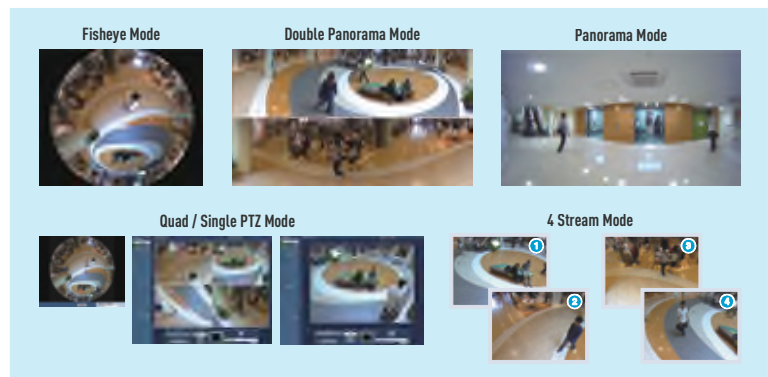 Fisheye Mode
Double Panorama Mode
Panorama Mode
Quad / Single PTZ Mode
4 Stream Mode
1
3
2
4